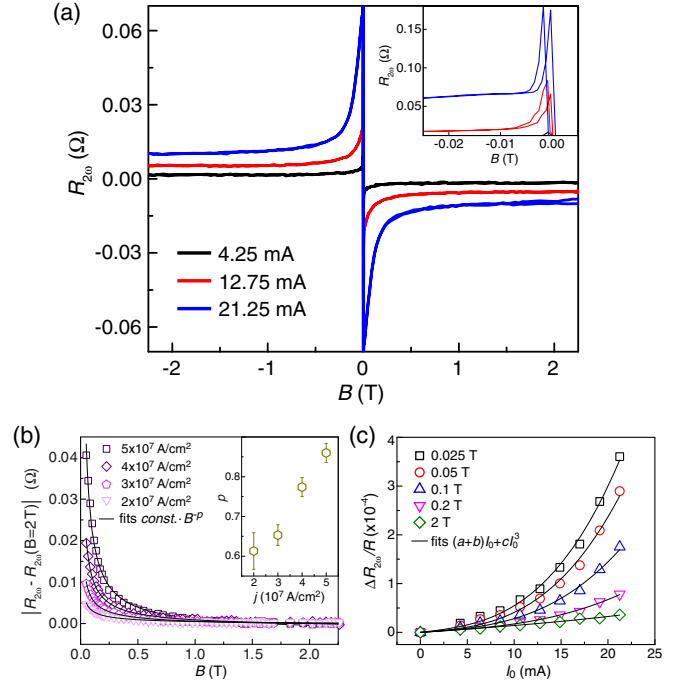 (a)
0.06
0.03
0.00
-0.03
-0.06
R2ω (Ω)
4.25 mA
12.75 mA
21.25 mA
-2 -1 0 1 2
B (T)
0.15
0.10
0.05
R2ω (Ω)
-0.02 -0.01 0.00
B (T)
(b)
0.04
0.03
0.02
0.01
0.00
|R2ω- R2ω(B=2T)| (Ω)
5x10^7 A/cm^2
4x10^7 A/cm^2
3x10^7 A/cm^2
2x10^7 A/cm^2
fits const.· B^-p
0.0 0.5 1.0 1.5 2.0
B (T)
0.9
0.8
0.7
0.6
p
2 3 4 5
j (10^7 A/cm^2)
(c)
4
3
2
1
0
ΔR2ω/R (x10^-4)
0.025 T
0.05 T
0.1 T
0.2 T
2 T
fits (a+b)I0+cI0^3
0 5 10 15 20 25
I0 (mA)